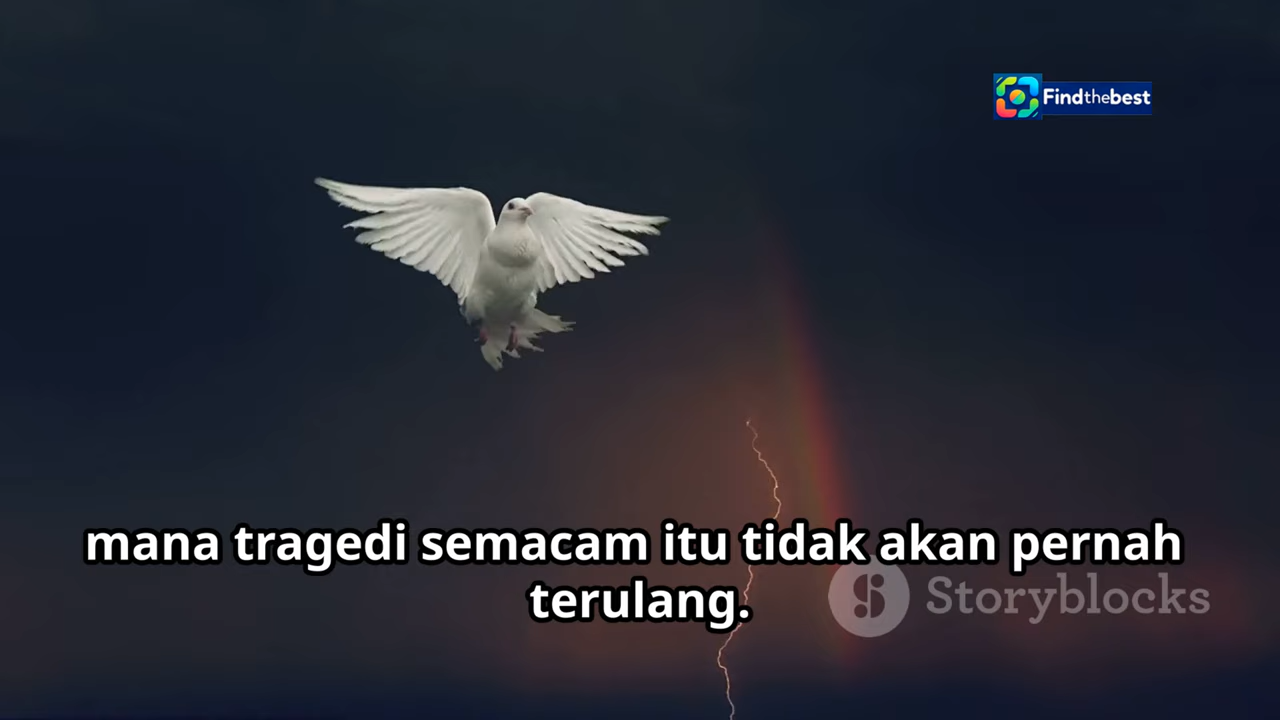 Findthebest
mana tragedi semacam itu tidak akan pernah
terulang.
Storyblocks